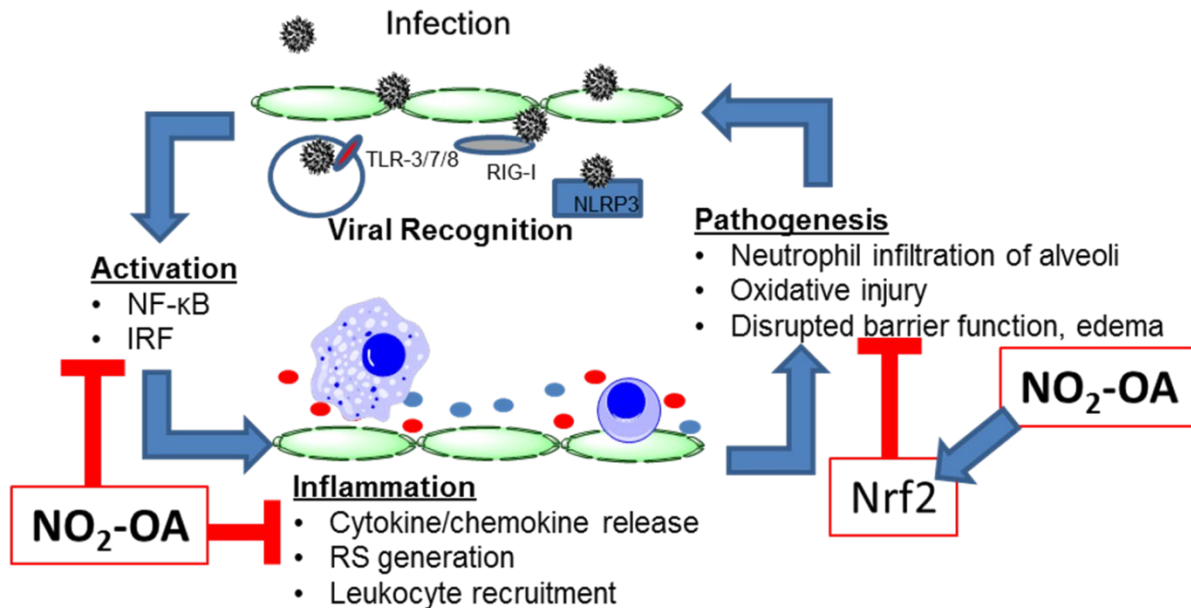 Infection
TLR-3/7/8
RIG-I
NLRP3
Viral Recognition
Activation
• NF-κB
• IRF
Pathogenesis
• Neutrophil infiltration of alveoli
• Oxidative injury
• Disrupted barrier function, edema
NO₂-OA
Nrf2
NO₂-OA
Inflammation
• Cytokine/chemokine release
• RS generation
• Leukocyte recruitment